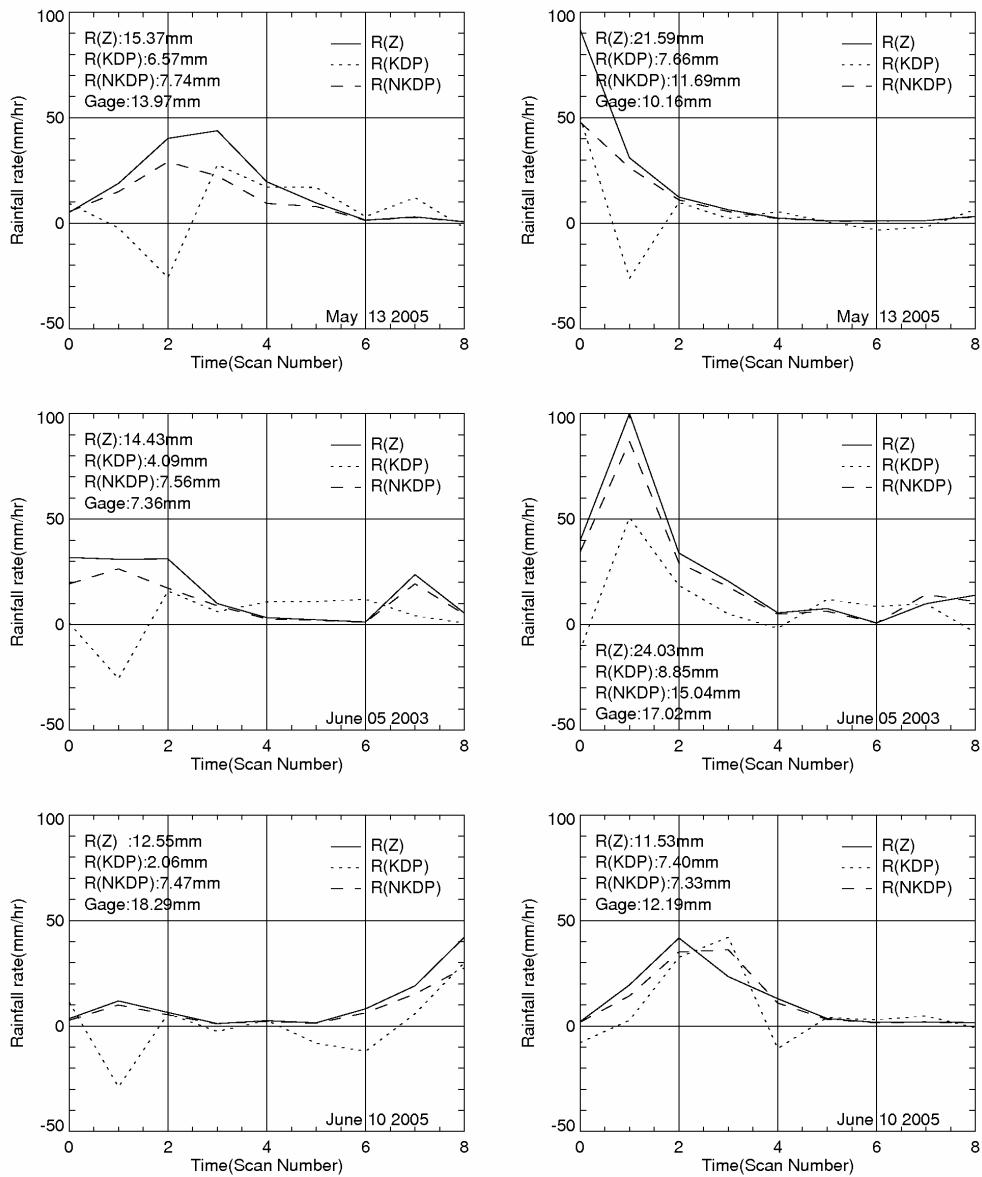 100
50
0
-50
Rainfall rate(mm/hr)
R(Z):15.37mm
R(KDP):6.57mm
R(NKDP):7.74mm
Gage:13.97mm
R(Z)
R(KDP)
R(NKDP)
May 13 2005
0 2 4 6 8
Time(Scan Number)
100
50
0
-50
Rainfall rate(mm/hr)
R(Z):21.59mm
R(KDP):7.66mm
R(NKDP):11.69mm
Gage:10.16mm
R(Z)
R(KDP)
R(NKDP)
May 13 2005
0 2 4 6 8
Time(Scan Number)
100
50
0
-50
Rainfall rate(mm/hr)
R(Z):14.43mm
R(KDP):4.09mm
R(NKDP):7.56mm
Gage:7.36mm
R(Z)
R(KDP)
R(NKDP)
June 05 2003
0 2 4 6 8
Time(Scan Number)
100
50
0
-50
Rainfall rate(mm/hr)
R(Z)
R(KDP)
R(NKDP)
R(Z):24.03mm
R(KDP):8.85mm
R(NKDP):15.04mm
Gage:17.02mm
June 05 2003
0 2 4 6 8
Time(Scan Number)
100
50
0
-50
Rainfall rate(mm/hr)
R(Z) :12.55mm
R(KDP):2.06mm
R(NKDP):7.47mm
Gage:18.29mm
R(Z)
R(KDP)
R(NKDP)
June 10 2005
0 2 4 6 8
Time(Scan Number)
100
50
0
-50
Rainfall rate(mm/hr)
R(Z):11.53mm
R(KDP):7.40mm
R(NKDP):7.33mm
Gage:12.19mm
R(Z)
R(KDP)
R(NKDP)
June 10 2005
0 2 4 6 8
Time(Scan Number)